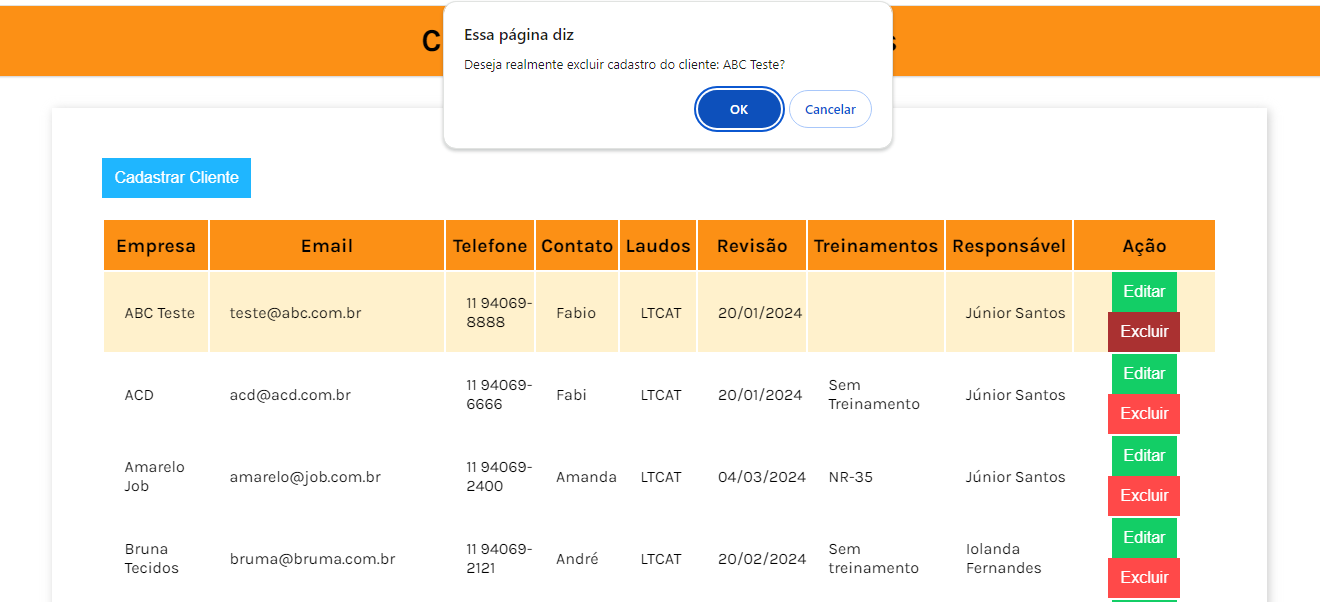 Essa página diz
Deseja realmente excluir cadastro do cliente: ABC Teste?
OK Cancelar
Cadastrar Cliente
Empresa Email Telefone Contato Laudos Revisão Treinamentos Responsável Ação
ABC Teste teste@abc.com.br 11 94069-8888 Fabio LTCAT 20/01/2024 Júnior Santos Editar Excluir
ACD acd@acd.com.br 11 94069-6666 Fabi LTCAT 20/01/2024 Sem Treinamento Júnior Santos Editar Excluir
Amarelo Job amarelo@job.com.br 11 94069-2400 Amanda LTCAT 04/03/2024 NR-35 Júnior Santos Editar Excluir
Bruna Tecidos bruma@bruma.com.br 11 94069-2121 André LTCAT 20/02/2024 Sem treinamento Iolanda Fernandes Editar Excluir